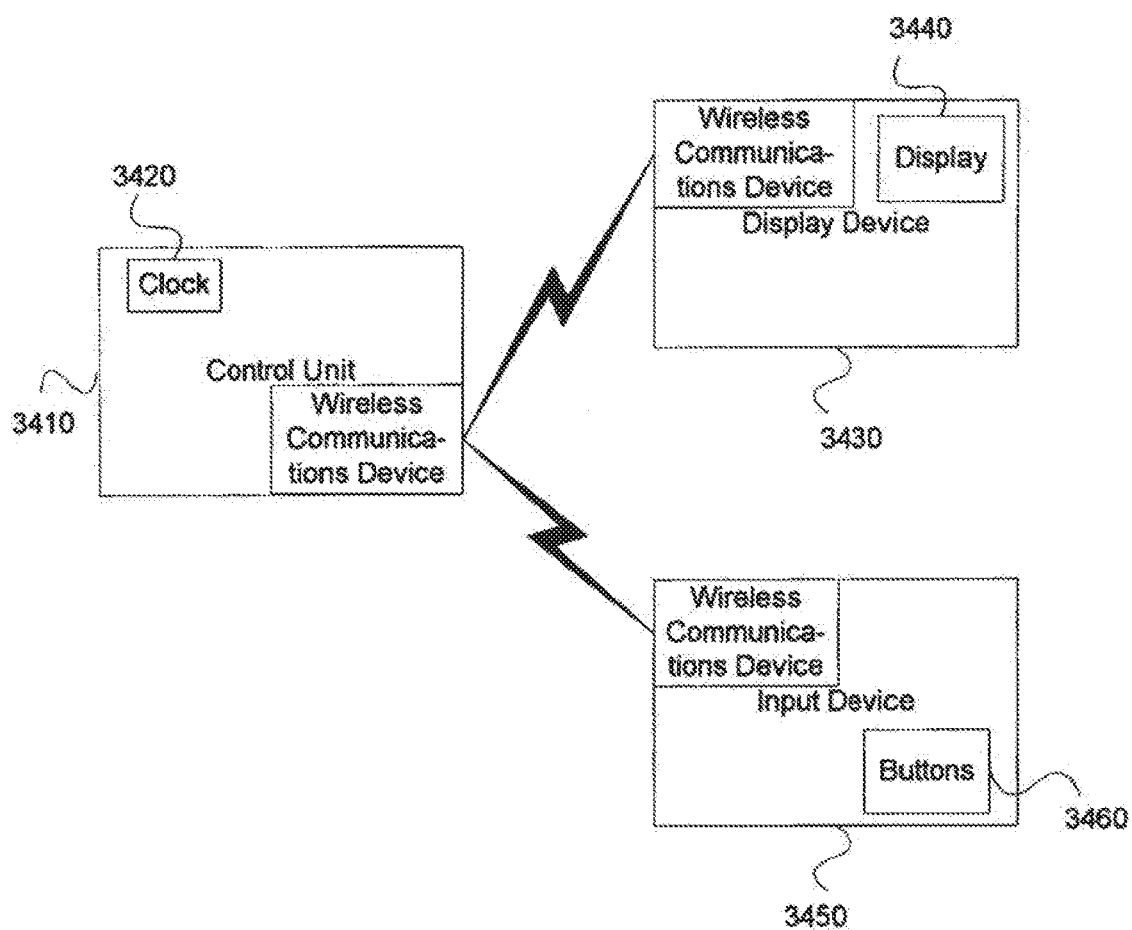 3440
Wireless
Communica-
tions Device
Display
Display Device
3420
Clock
Control Unit
Wireless
Communica-
tions Device
3410
3430
Wireless
Communica-
tions Device
Input Device
Buttons
3460
3450